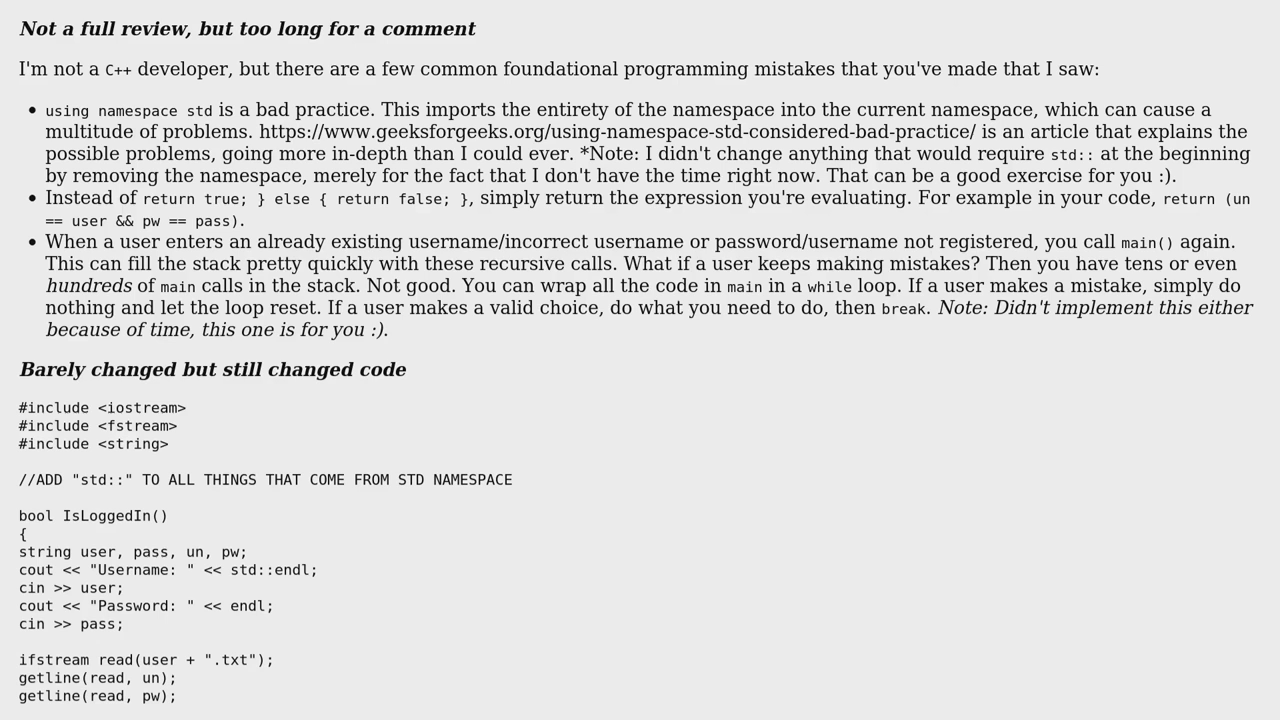 Not a full review, but too long for a comment
I'm not a C++ developer, but there are a few common foundational programming mistakes that you've made that I saw:
• using namespace std is a bad practice. This imports the entirety of the namespace into the current namespace, which can cause a
multitude of problems. https://www.geeksforgeeks.org/using-namespace-std-considered-bad-practice/ is an article that explains the
possible problems, going more in-depth than I could ever. *Note: I didn't change anything that would require std:: at the beginning
by removing the namespace, merely for the fact that I don't have the time right now. That can be a good exercise for you :).
• Instead of return true; } else { return false; }, simply return the expression you're evaluating. For example in your code, return (un
== user && pw == pass).
• When a user enters an already existing username/incorrect username or password/username not registered, you call main() again.
This can fill the stack pretty quickly with these recursive calls. What if a user keeps making mistakes? Then you have tens or even
hundreds of main calls in the stack. Not good. You can wrap all the code in main in a while loop. If a user makes a mistake, simply do
nothing and let the loop reset. If a user makes a valid choice, do what you need to do, then break. Note: Didn't implement this either
because of time, this one is for you :).
Barely changed but still changed code
#include <iostream>
#include <fstream>
#include <string>
//ADD "std::" TO ALL THINGS THAT COME FROM STD NAMESPACE
bool IsLoggedIn()
{
string user, pass, un, pw;
cout << "Username: " << std::endl;
cin >> user;
cout << "Password: " << endl;
cin >> pass;
ifstream read(user + ".txt");
getline(read, un);
getline(read, pw);